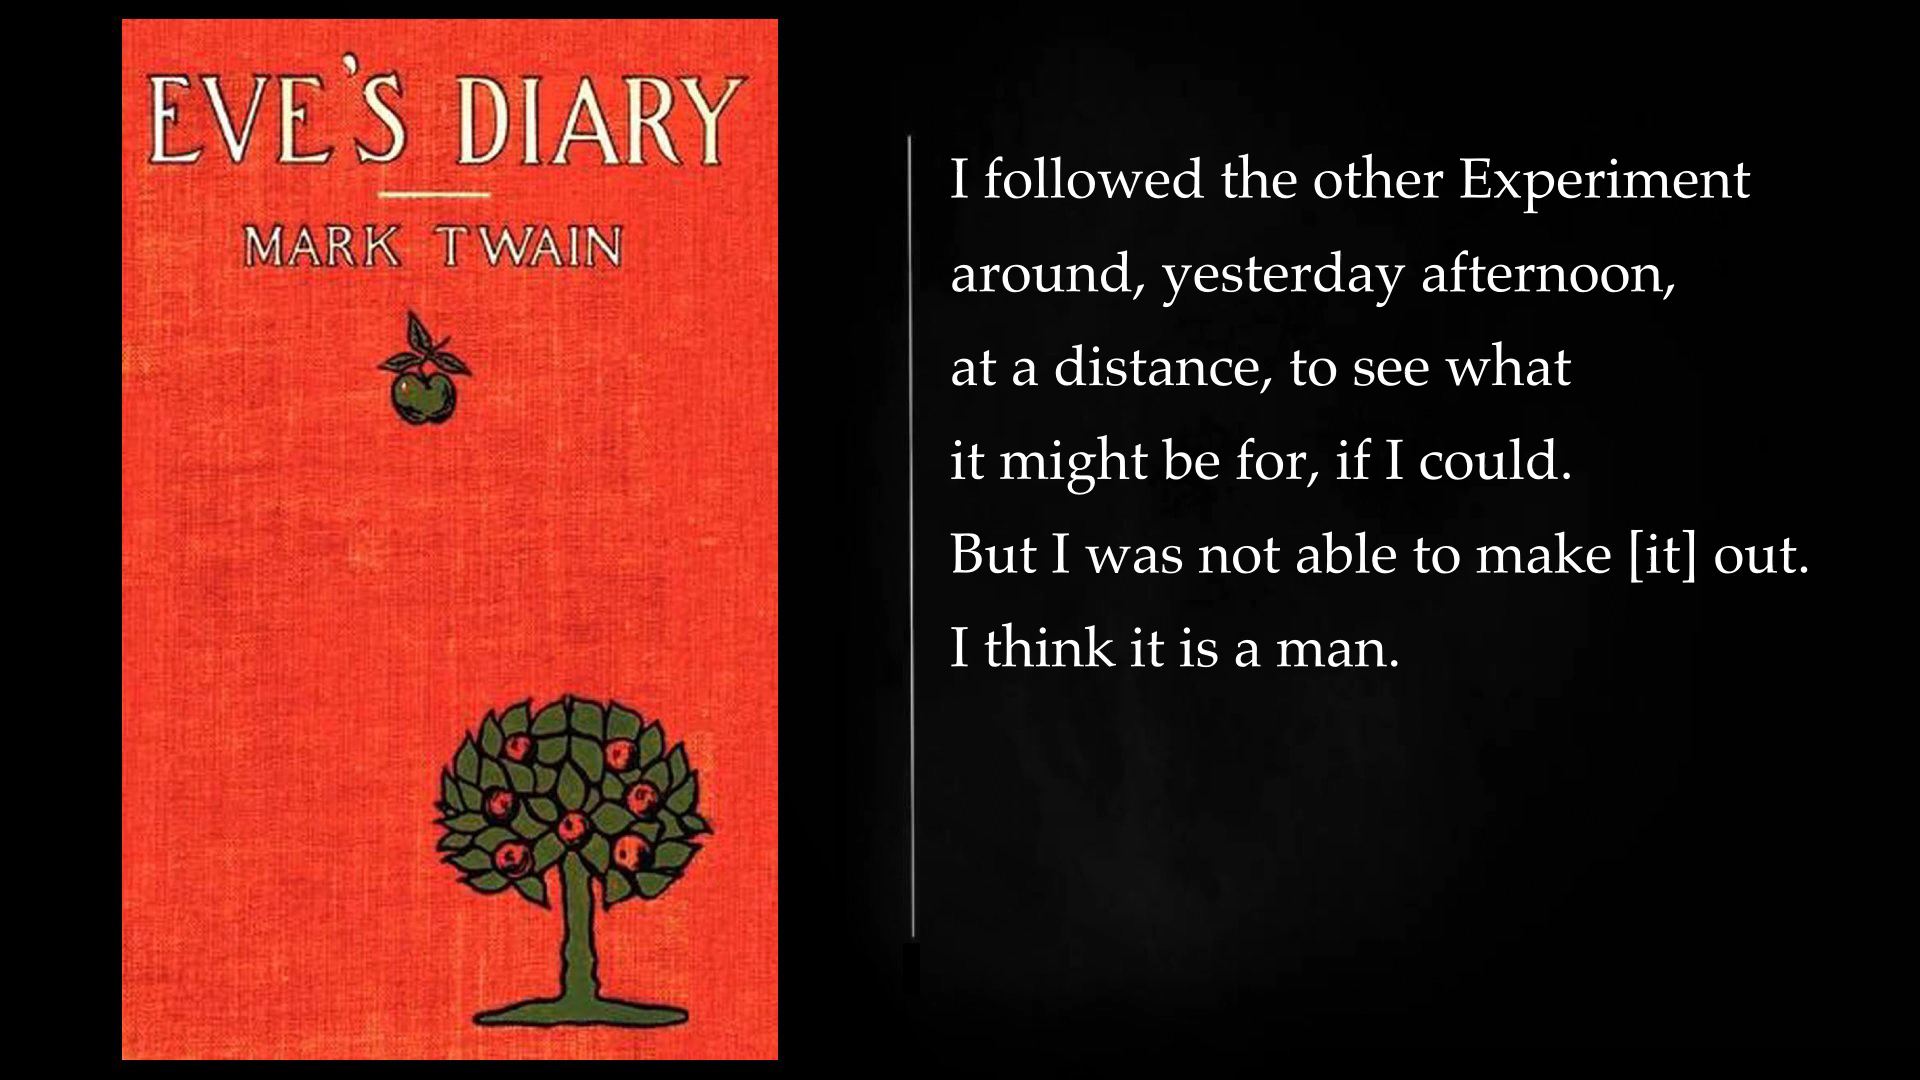 EVE'S DIARY
MARK TWAIN
I followed the other Experiment
around, yesterday afternoon,
at a distance, to see what
it might be for, if I could.
But I was not able to make [it] out.
I think it is a man.